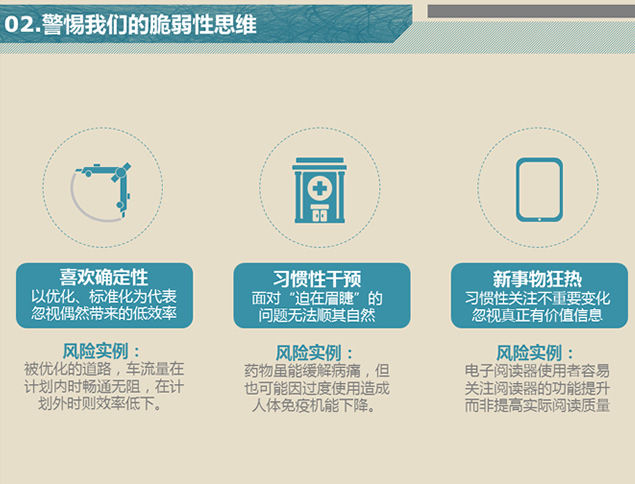 02.警惕我们的脆弱性思维
喜欢确定性
以优化、标准化为代表
忽视偶然带来的低效率
风险实例：
被优化的道路，车流量在
计划内时畅通无阻，在计
划外时则效率低下。
习惯性干预
面对“迫在眉睫”的
问题无法顺其自然
风险实例：
药物虽能缓解病痛，但
也可能因过度使用造成
人体免疫机能下降。
新事物狂热
习惯性关注不重要变化
忽视真正有价值信息
风险实例：
电子阅读器使用者容易
关注阅读器的功能提升
而非提高实际阅读质量